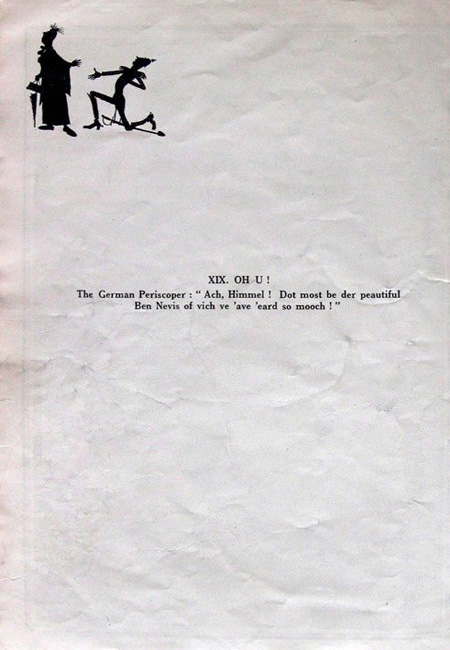 XIX. OH U !
The German Periscoper : " Ach, Himmel ! Dot most be der peautiful
Ben Nevis of vich ve 'ave 'eard so mooch ! "